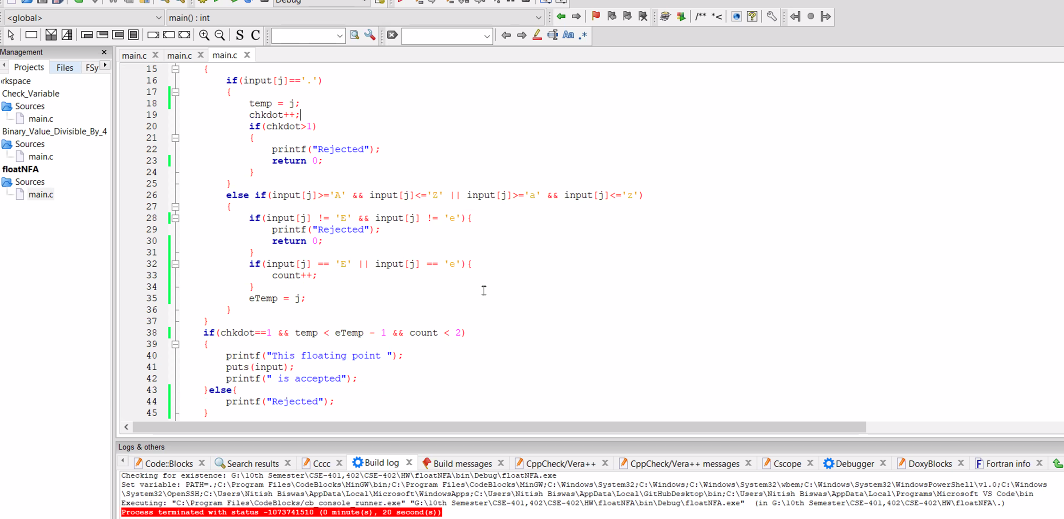 Debug
<global>
main() : int
S C
/** *<
Aa
Management
Projects Files FSy
main.c main.c main.c
rkspace
Check_Variable
Sources
main.c
Binary_Value_Divisible_By_4
Sources
main.c
floatNFA
Sources
main.c
15 {
16 if(input[j]=='.')
17 {
18 temp = j;
19 chkdot++;
20 if(chkdot>1)
21 {
22 printf("Rejected");
23 return 0;
24 }
25 }
26 else if(input[j]>='A' && input[j]<='Z' || input[j]>='a' && input[j]<='z')
27 {
28 if(input[j] != 'E' && input[j] != 'e'){
29 printf("Rejected");
30 return 0;
31 }
32 if(input[j] == 'E' || input[j] == 'e'){
33 count++;
34 }
35 eTemp = j;
36 }
37 }
38 if(chkdot==1 && temp < eTemp - 1 && count < 2)
39 {
40 printf("This floating point ");
41 puts(input);
42 printf(" is accepted");
43 }else{
44 printf("Rejected");
45 }
Logs & others
Code::Blocks Search results Cccc Build log Build messages CppCheck/Vera++ CppCheck/Vera++ messages Cscope Debugger DoxyBlocks Fortran info
Checking for existence: G:\10th Semester\CSE-401,402\HW\floatNFA\bin\Debug\floatNFA.exe
Set variable: PATH=.;C:\Program Files\CodeBlocks\MinGW\bin;C:\Program Files\CodeBlocks\MinGW;C:\Windows\System32;C:\Windows;C:\Windows\System32\wbem;C:\Windows\System32\WindowsPowerShell\v1.0;C:\Windows\
System32\OpenSSH;C:\Users\Nitish Biswas\AppData\Local\Microsoft\WindowsApps;C:\Users\Nitish Biswas\AppData\Local\GitHubDesktop\bin;C:\Users\Nitish Biswas\AppData\Local\Programs\Microsoft VS Code\bin
Executing: "C:\Program Files\CodeBlocks/cb_console_runner.exe" "G:\10th Semester\CSE-401,402\HW\floatNFA\bin\Debug\floatNFA.exe" (in G:\10th Semester\CSE-401,402\HW\floatNFA\.)
Process terminated with status -1073741510 (0 minute(s), 20 second(s))